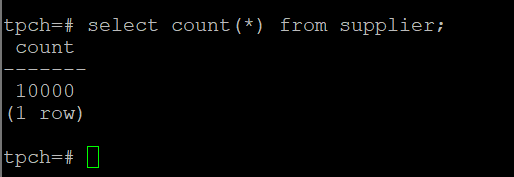 tpch=# select count(*) from supplier;
 count
-------
 10000
(1 row)
tpch=#